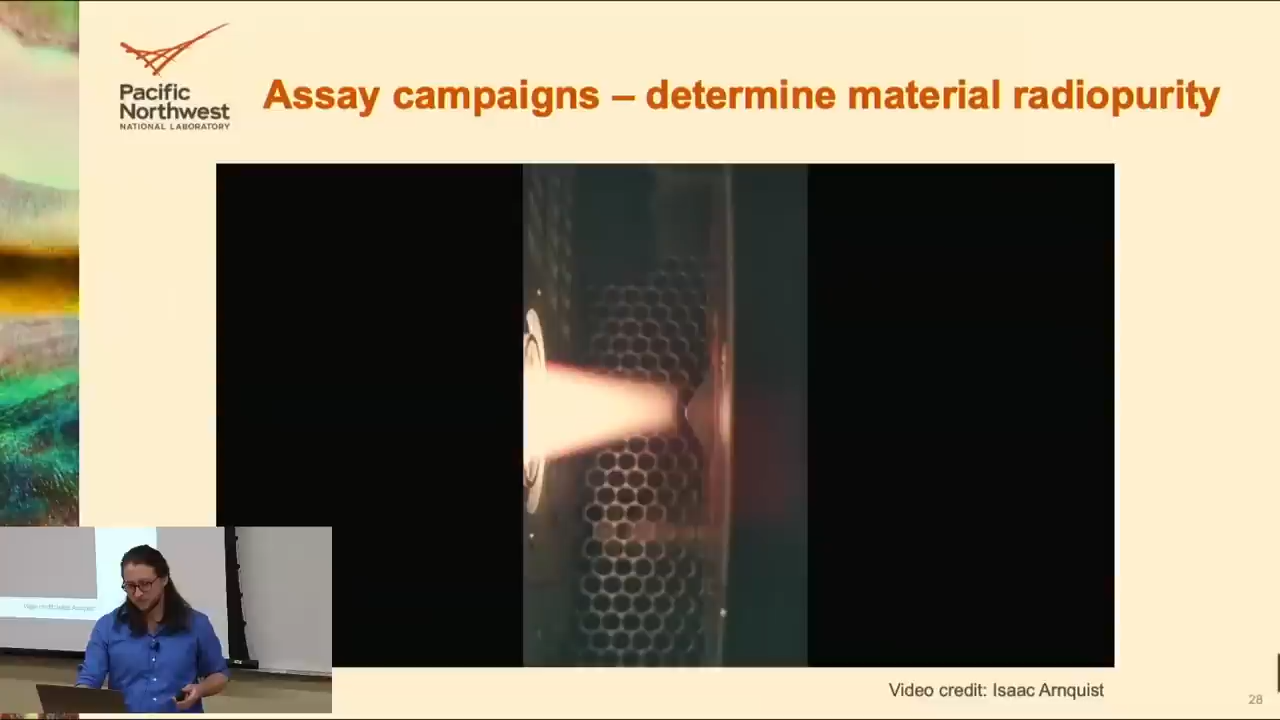 Pacific
Northwest
NATIONAL LABORATORY
Assay campaigns – determine material radiopurity
Video credit: Isaac Arnquist
28